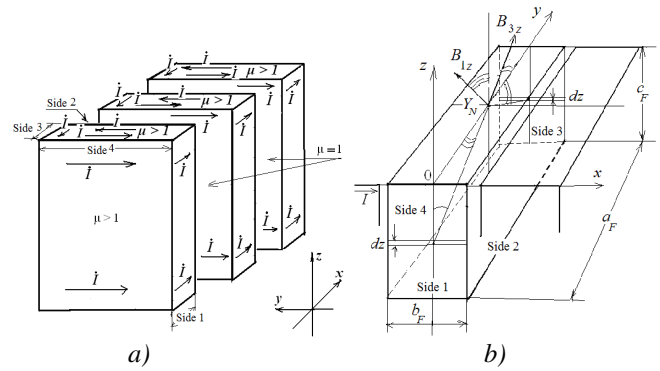 İ
İ
İ
μ > 1
Side 2
İ
İ
İ
μ > 1
İ
Side 3
İ
İ
İ
μ > 1
Side 4
İ
İ
μ=1
μ > 1
İ
İ
İ
İ
İ
İ
Side 1
z
x
y
a)
y
B3z
z
B1z
YN
dz
cF
Side 3
0
x
I
Side 4
aF
dz
Side 2
Side 1
bF
b)